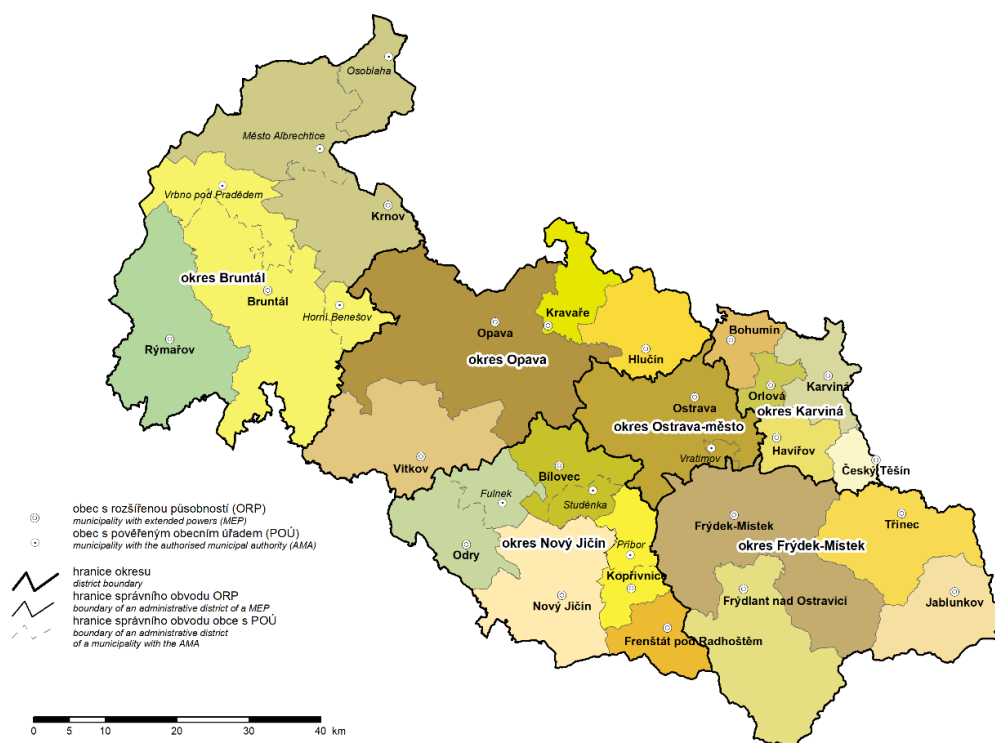 Osoblaha
Město Albrechtice
Vrbno pod Pradědem
Krnov
okres Bruntál
Bruntál
Horní Benešov
Rýmařov
Opava
Kravaře
okres Opava
Hlučín
Bohumín
Karviná
Orlová
okres Karviná
Ostrava
okres Ostrava-město
Havířov
Vratimov
Český Těšín
Vítkov
Bílovec
Fulnek
Studénka
Frýdek-Místek
Třinec
okres Nový Jičín
Příbor
okres Frýdek-Místek
Odry
Kopřivnice
Nový Jičín
Frýdlant nad Ostravicí
Jablunkov
Frenštát pod Radhoštěm
obec s rozšířenou působností (ORP)
municipality with extended powers (MEP)
obec s pověřeným obecním úřadem (POÚ)
municipality with the authorised municipal authority (AMA)
hranice okresu
district boundary
hranice správního obvodu ORP
boundary of an administrative district of a MEP
hranice správního obvodu obce s POÚ
boundary of an administrative district
of a municipality with the AMA
0 5 10 20 30 40 km